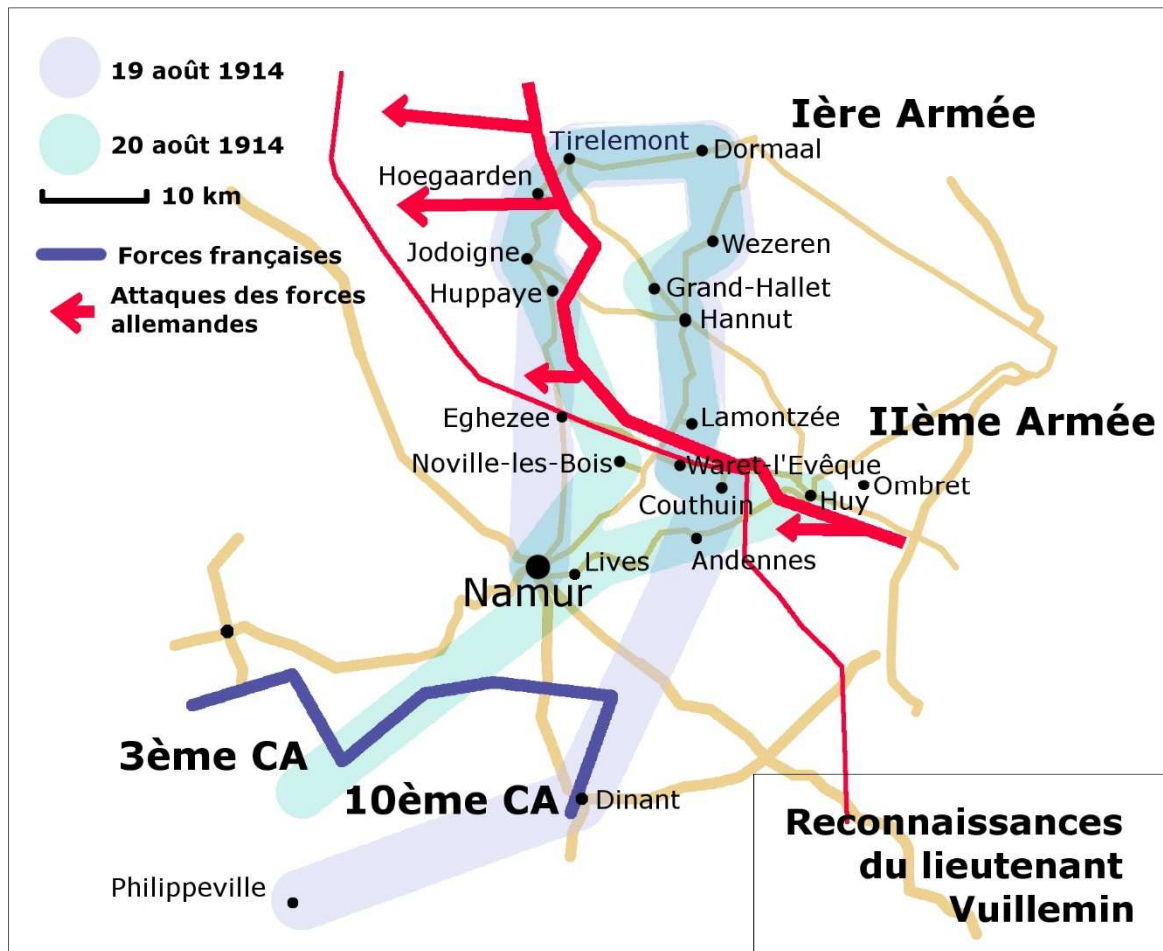 19 août 1914
20 août 1914
10 km
Forces françaises
Attaques des forces
allemandes
Ière Armée
Tirelemont
Dormaal
Hoegaarden
Wezeren
Jodoigne
Huppaye
Grand-Hallet
Hannut
Eghezee
Lamontzée
IIème Armée
Noville-les-Bois
Waret-l'Evêque
Ombret
Couthuin
Huy
Lives
Andennes
Namur
3ème CA
10ème CA
Dinant
Philippeville
Reconnaissances
du lieutenant
Vuillemin